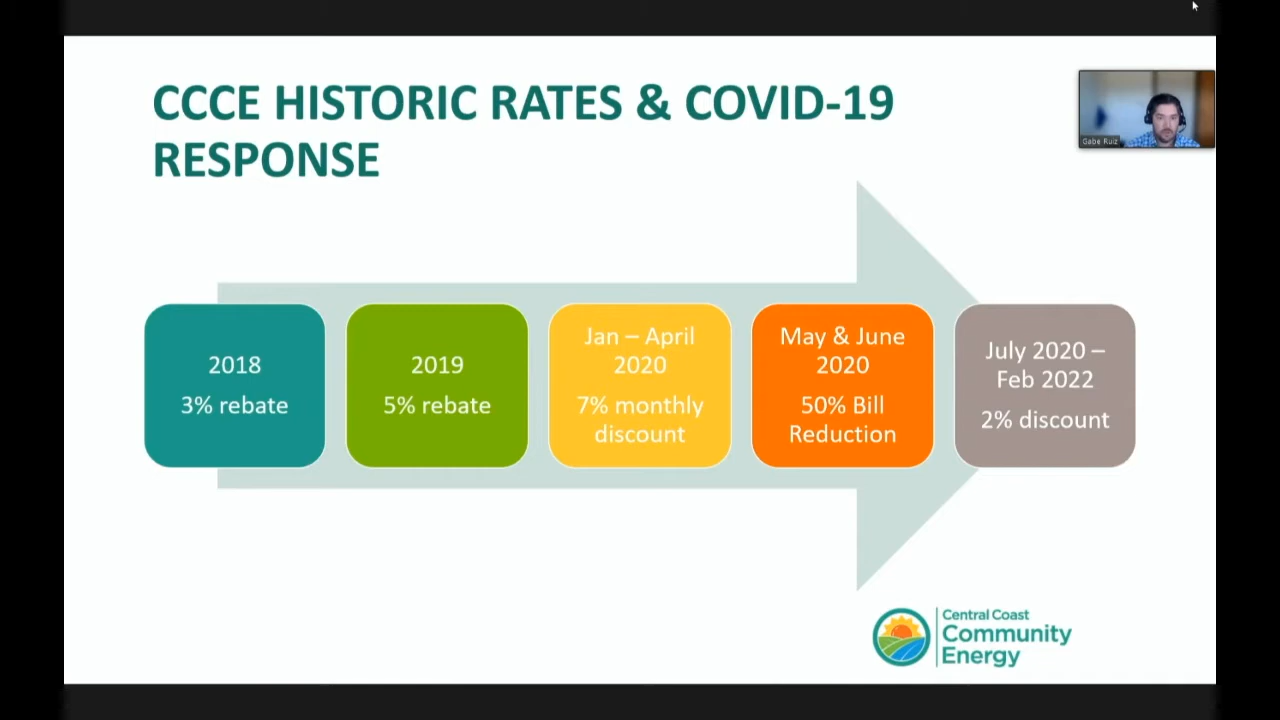 CCCE HISTORIC RATES & COVID-19
RESPONSE
Gabe Ruiz
2018
3% rebate
2019
5% rebate
Jan – April
2020
7% monthly
discount
May & June
2020
50% Bill
Reduction
July 2020 –
Feb 2022
2% discount
Central Coast
Community
Energy